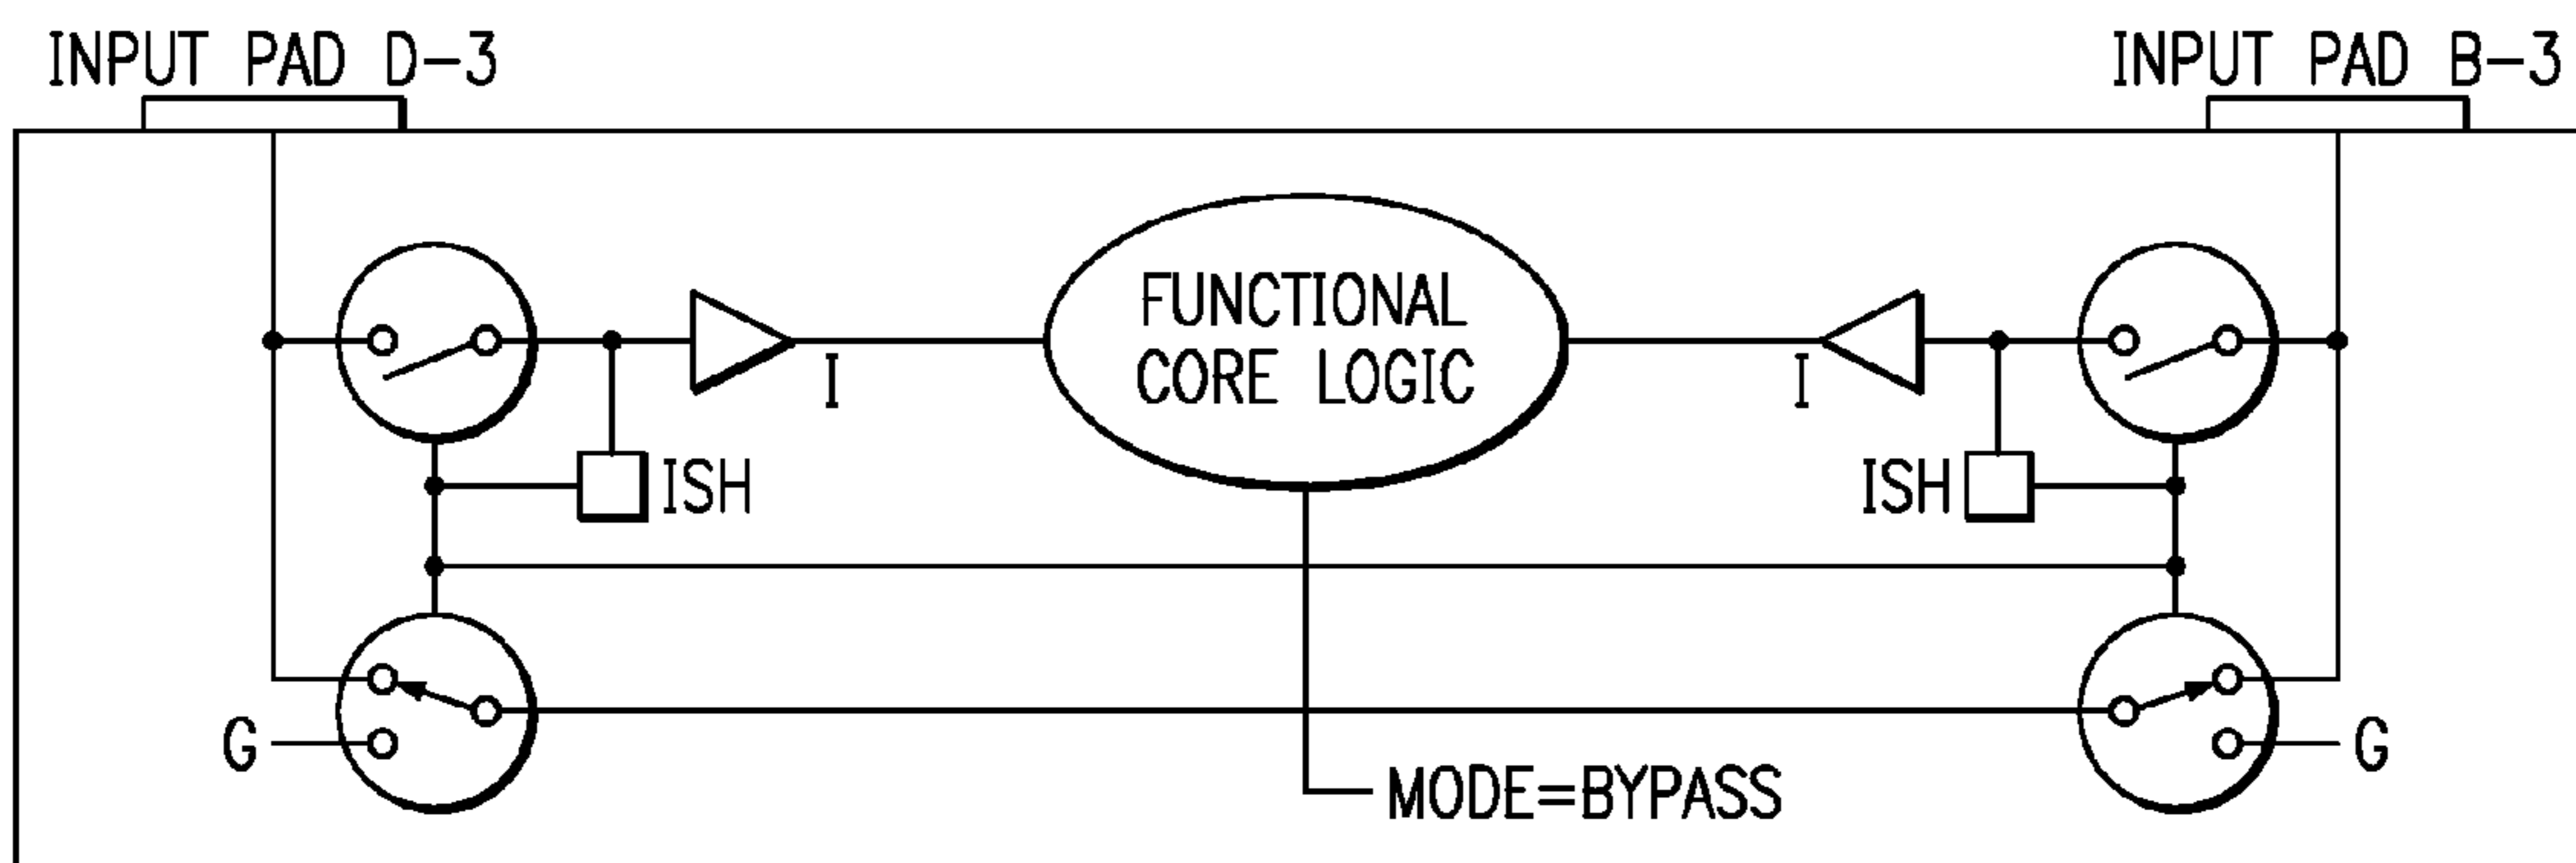 INPUT PAD D-3
INPUT PAD B-3
FUNCTIONAL
CORE LOGIC
I
I
ISH
ISH
G
G
MODE=BYPASS